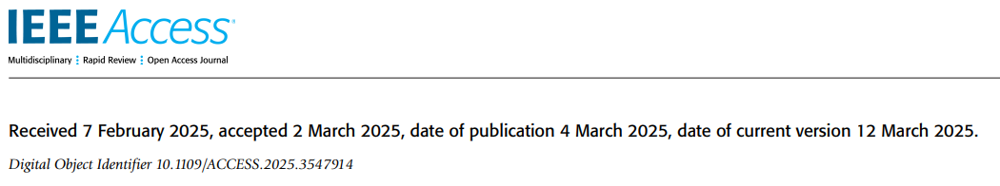 IEEE Access®
Multidisciplinary ⋮ Rapid Review ⋮ Open Access Journal
Received 7 February 2025, accepted 2 March 2025, date of publication 4 March 2025, date of current version 12 March 2025.
Digital Object Identifier 10.1109/ACCESS.2025.3547914